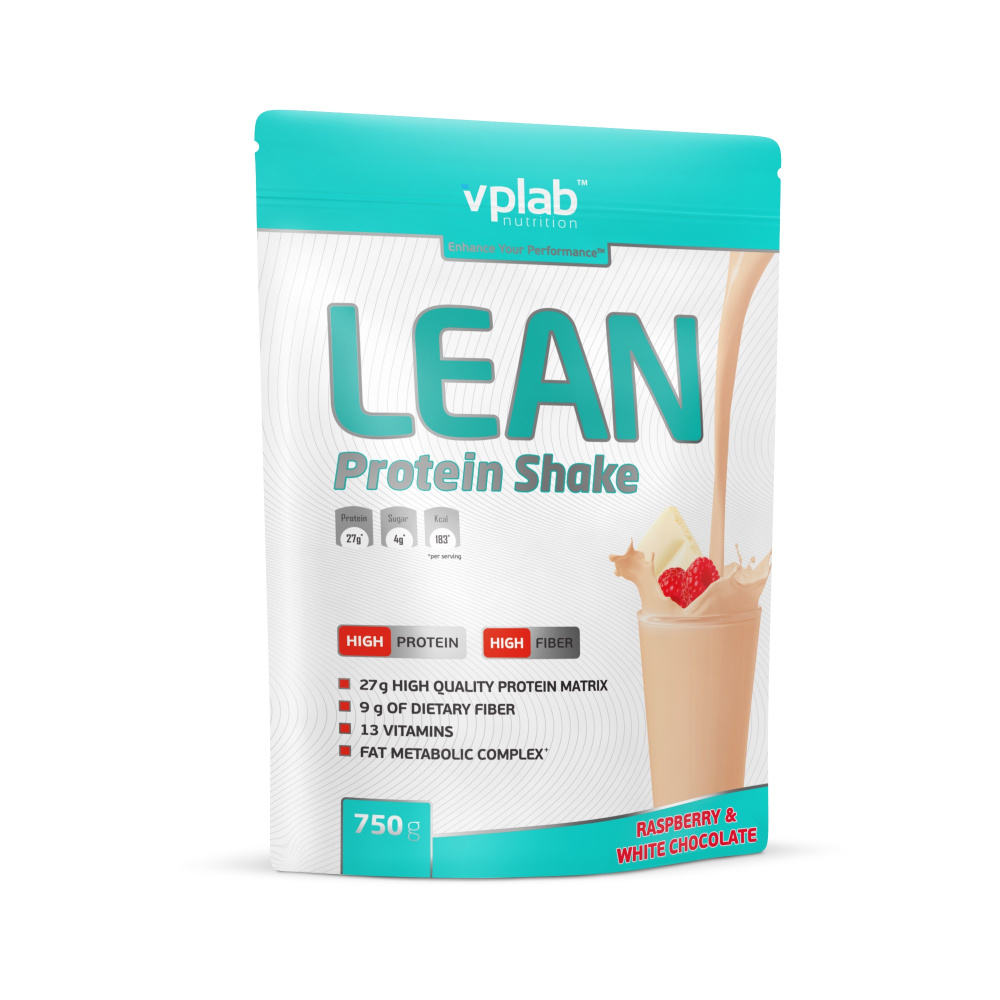 vplab™
nutrition
Enhance Your Performance™
LEAN
Protein Shake
Protein Sugar Kcal
27g* 4g* 183*
*per serving
HIGH PROTEIN HIGH FIBER
27g HIGH QUALITY PROTEIN MATRIX
9 g OF DIETARY FIBER
13 VITAMINS
FAT METABOLIC COMPLEX⁺
750 g
RASPBERRY &
WHITE CHOCOLATE